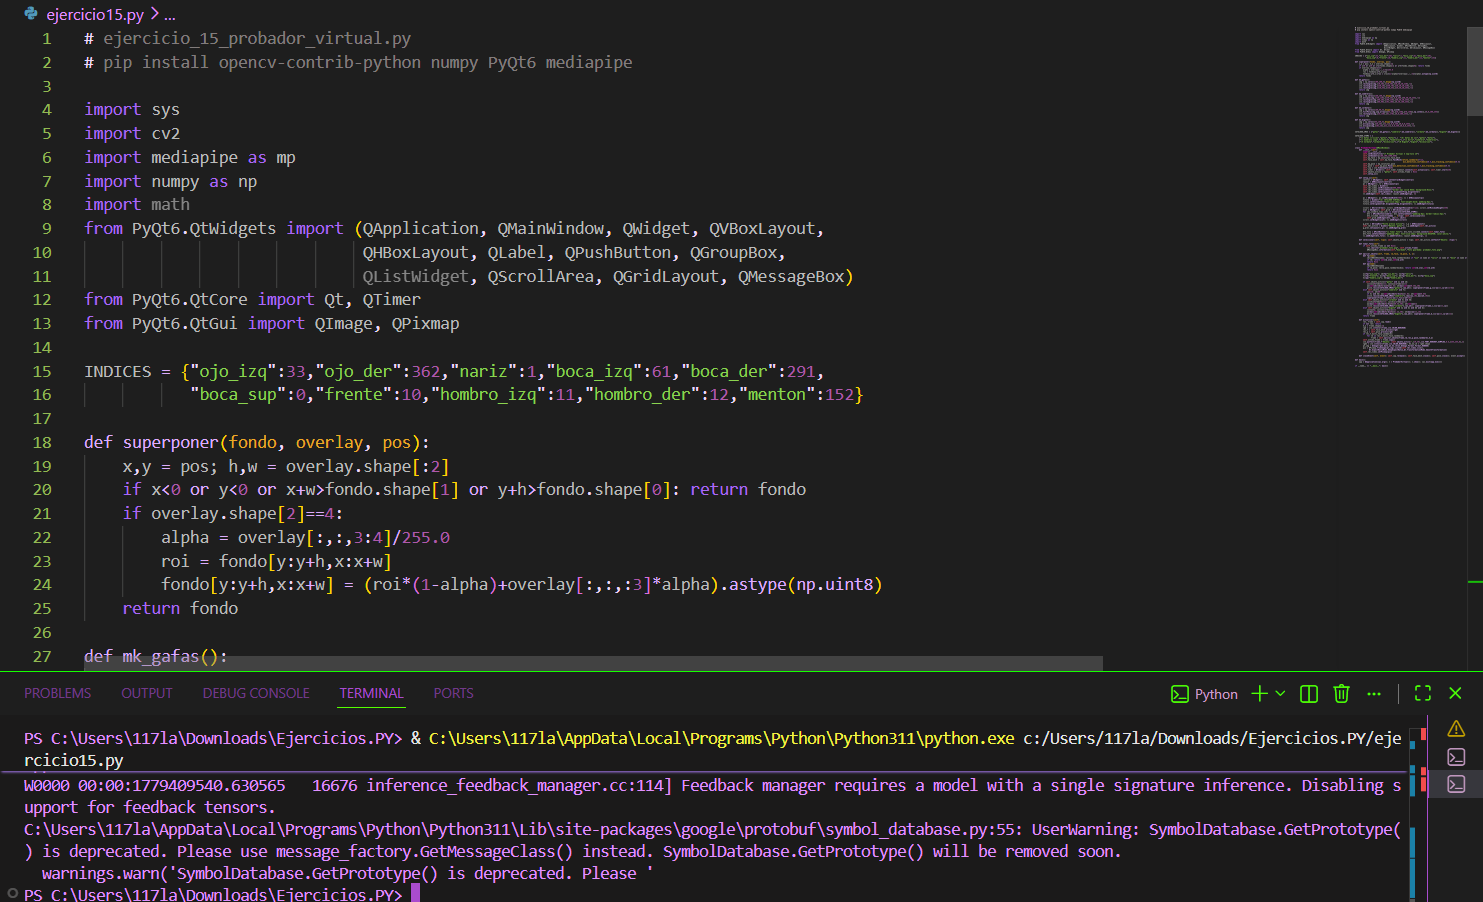 ejercicio15.py > ...
1 # ejercicio_15_probador_virtual.py
2 # pip install opencv-contrib-python numpy PyQt6 mediapipe
3
4 import sys
5 import cv2
6 import mediapipe as mp
7 import numpy as np
8 import math
9 from PyQt6.QtWidgets import (QApplication, QMainWindow, QWidget, QVBoxLayout,
10 QHBoxLayout, QLabel, QPushButton, QGroupBox,
11 QListWidget, QScrollArea, QGridLayout, QMessageBox)
12 from PyQt6.QtCore import Qt, QTimer
13 from PyQt6.QtGui import QImage, QPixmap
14
15 INDICES = {"ojo_izq":33,"ojo_der":362,"nariz":1,"boca_izq":61,"boca_der":291,
16 "boca_sup":0,"frente":10,"hombro_izq":11,"hombro_der":12,"menton":152}
17
18 def superponer(fondo, overlay, pos):
19 x,y = pos; h,w = overlay.shape[:2]
20 if x<0 or y<0 or x+w>fondo.shape[1] or y+h>fondo.shape[0]: return fondo
21 if overlay.shape[2]==4:
22 alpha = overlay[:,:,3:4]/255.0
23 roi = fondo[y:y+h,x:x+w]
24 fondo[y:y+h,x:x+w] = (roi*(1-alpha)+overlay[:,:,:3]*alpha).astype(np.uint8)
25 return fondo
26
27 def mk_gafas():
PROBLEMS OUTPUT DEBUG CONSOLE TERMINAL PORTS Python
PS C:\Users\117la\Downloads\Ejercicios.PY> & C:\Users\117la\AppData\Local\Programs\Python\Python311\python.exe c:/Users/117la/Downloads/Ejercicios.PY/eje
rcicio15.py
W0000 00:00:1779409540.630565 16676 inference_feedback_manager.cc:114] Feedback manager requires a model with a single signature inference. Disabling s
upport for feedback tensors.
C:\Users\117la\AppData\Local\Programs\Python\Python311\Lib\site-packages\google\protobuf\symbol_database.py:55: UserWarning: SymbolDatabase.GetPrototype(
) is deprecated. Please use message_factory.GetMessageClass() instead. SymbolDatabase.GetPrototype() will be removed soon.
warnings.warn('SymbolDatabase.GetPrototype() is deprecated. Please '
PS C:\Users\117la\Downloads\Ejercicios.PY>